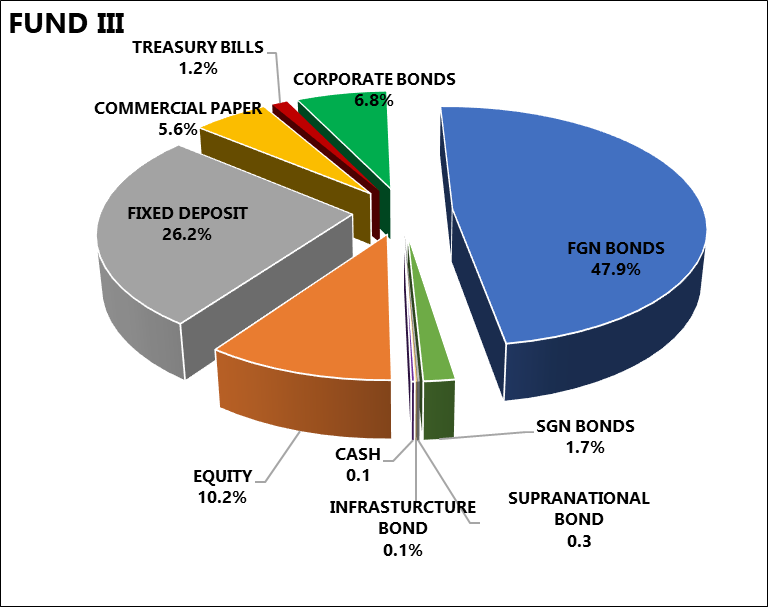 FUND III
TREASURY BILLS
1.2%
CORPORATE BONDS
6.8%
COMMERCIAL PAPER
5.6%
FIXED DEPOSIT
26.2%
FGN BONDS
47.9%
SGN BONDS
1.7%
CASH
0.1
EQUITY
10.2%
INFRASTURCTURE
BOND
0.1%
SUPRANATIONAL
BOND
0.3